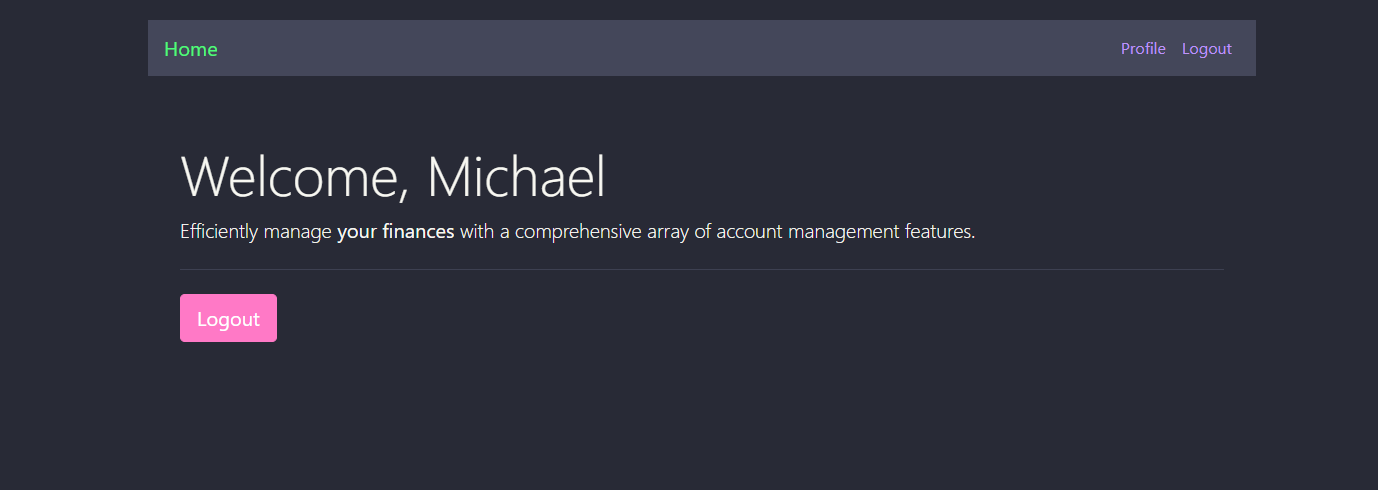 Home Profile Logout
Welcome, Michael
Efficiently manage your finances with a comprehensive array of account management features.
Logout